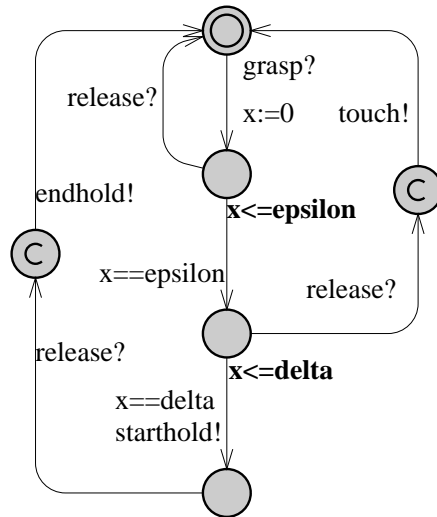 grasp?
release?
x:=0
touch!
endhold!
C
x<=epsilon
C
x==epsilon
release?
release?
x<=delta
x==delta
starthold!